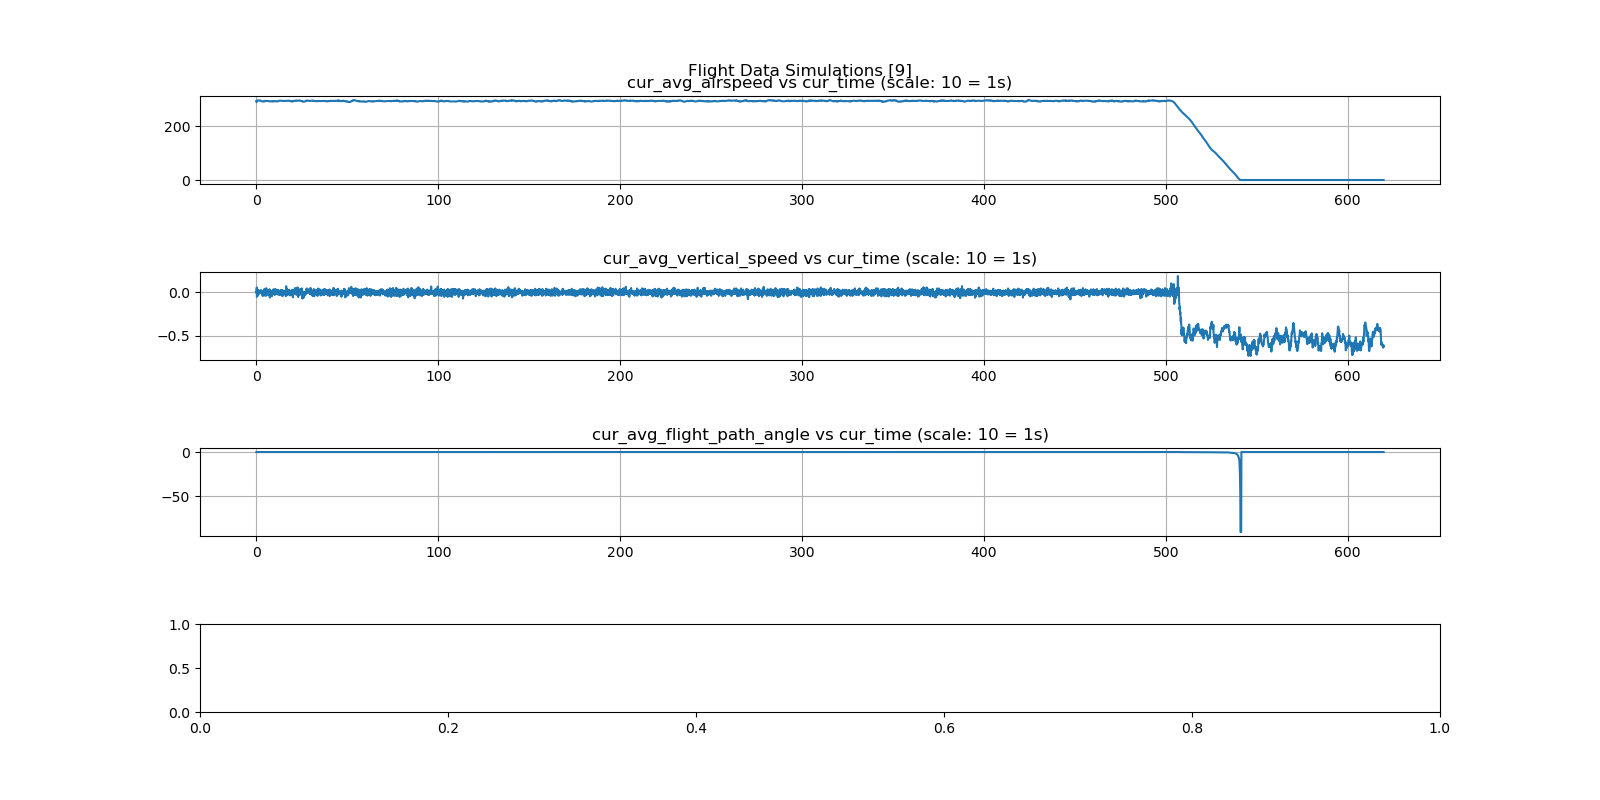 Flight Data Simulations [9]
cur_avg_airspeed vs cur_time (scale: 10 = 1s)
200
0
0 100 200 300 400 500 600
cur_avg_vertical_speed vs cur_time (scale: 10 = 1s)
0.0
−0.5
0 100 200 300 400 500 600
cur_avg_flight_path_angle vs cur_time (scale: 10 = 1s)
0
−50
0 100 200 300 400 500 600
1.0
0.5
0.0
0.0 0.2 0.4 0.6 0.8 1.0